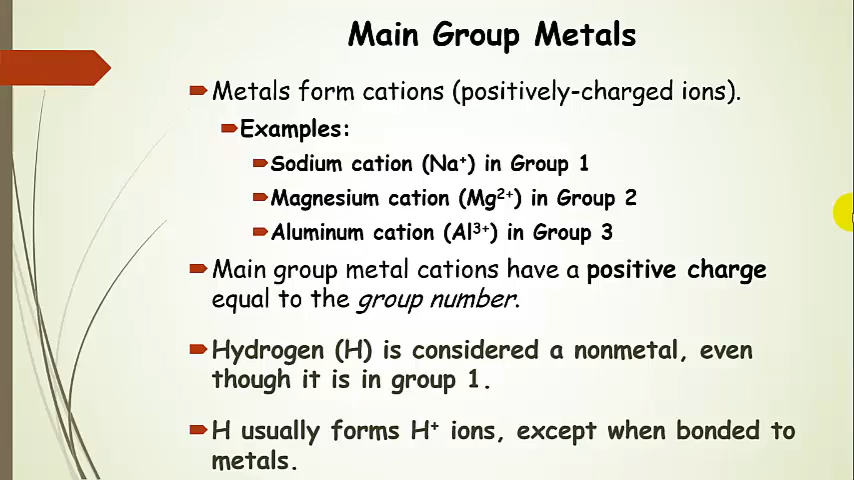 Main Group Metals
Metals form cations (positively-charged ions).
Examples:
Sodium cation (Na⁺) in Group 1
Magnesium cation (Mg²⁺) in Group 2
Aluminum cation (Al³⁺) in Group 3
Main group metal cations have a positive charge
equal to the group number.
Hydrogen (H) is considered a nonmetal, even
though it is in group 1.
H usually forms H⁺ ions, except when bonded to
metals.